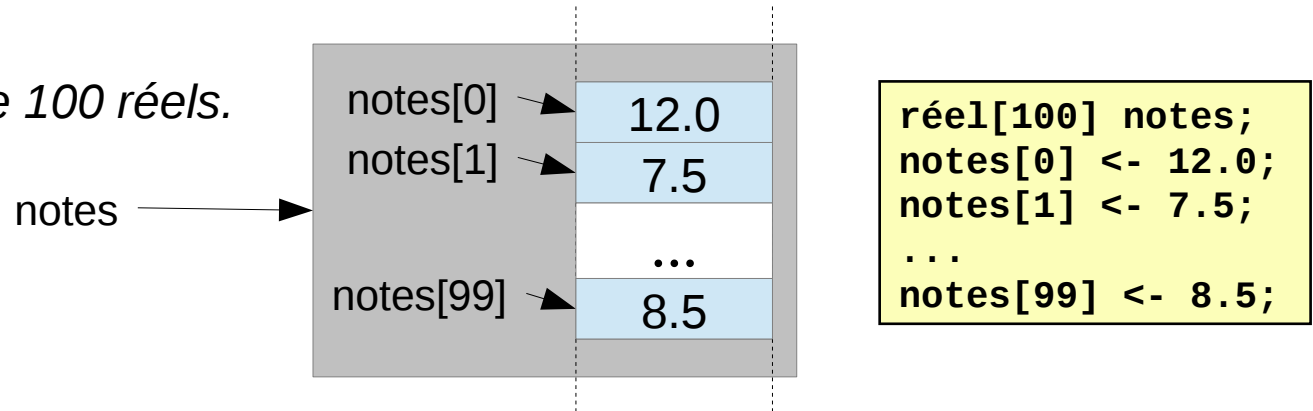 e 100 réels.
notes
notes[0]
12.0
notes[1]
7.5
...
notes[99]
8.5
réel[100] notes;
notes[0] <- 12.0;
notes[1] <- 7.5;
...
notes[99] <- 8.5;